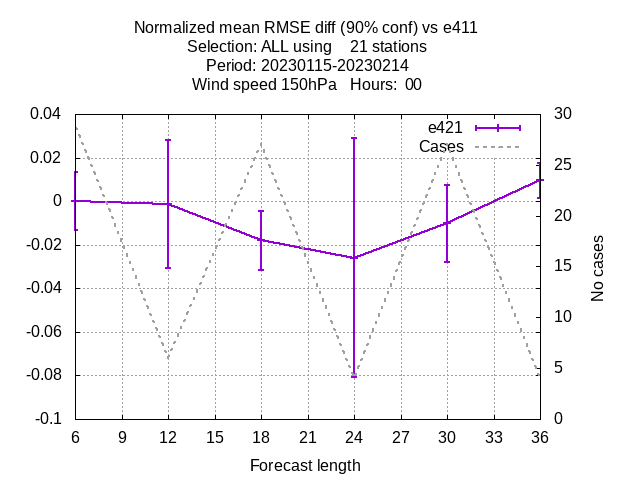 Normalized mean RMSE diff (90% conf) vs e411
Selection: ALL using    21 stations
Period: 20230115-20230214
Wind speed 150hPa   Hours:  00
e421
Cases
0.04
0.02
0
-0.02
-0.04
-0.06
-0.08
-0.1
30
25
20
15
10
5
0
No cases
6 9 12 15 18 21 24 27 30 33 36
Forecast length